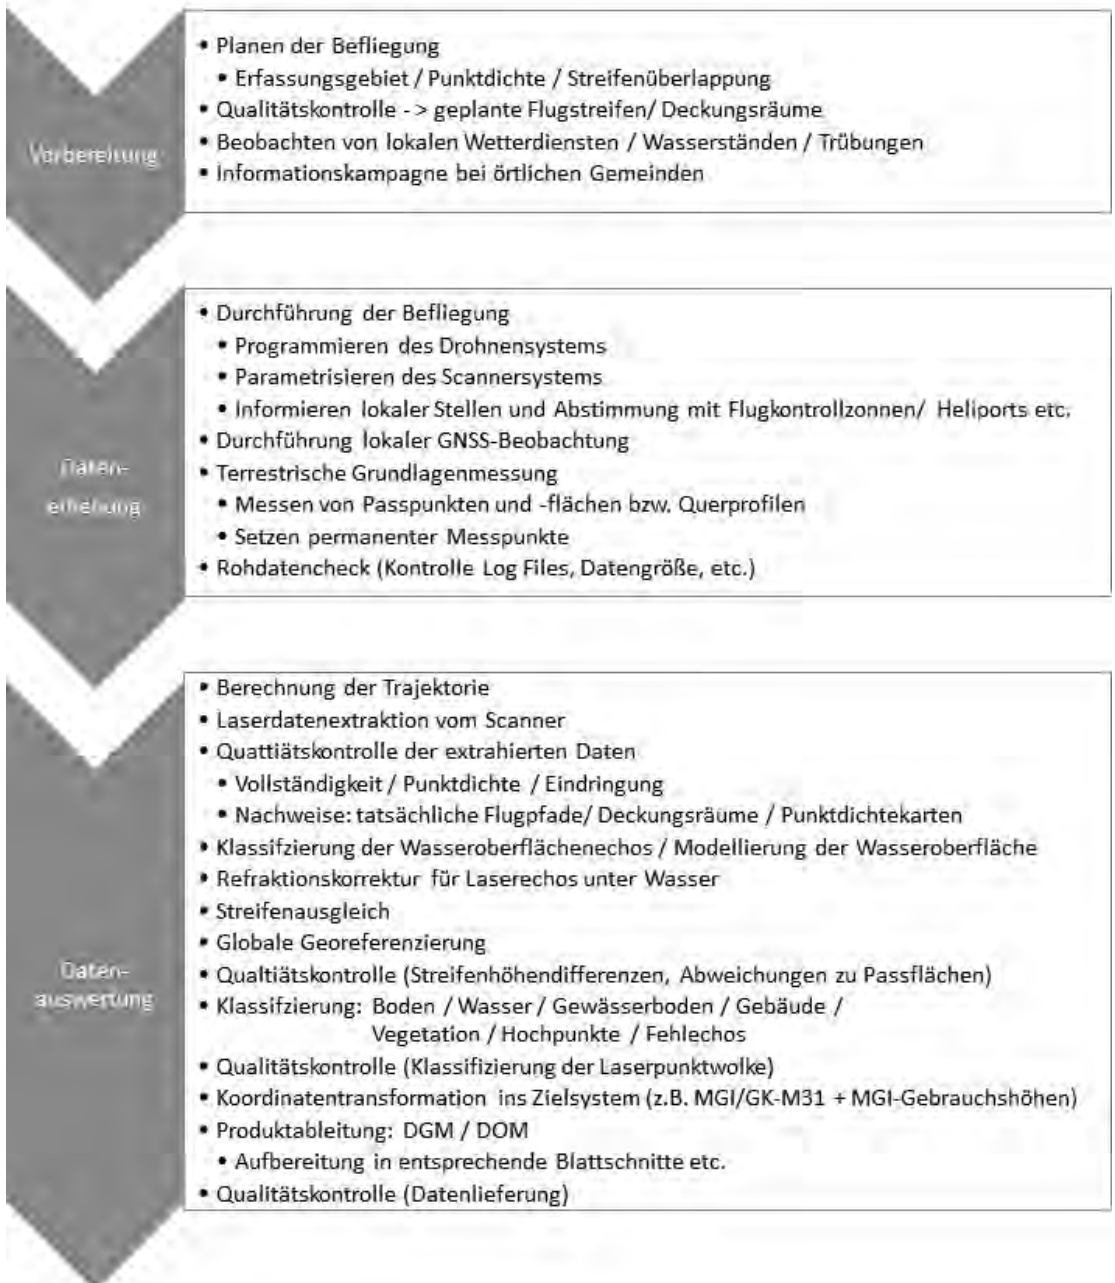 Vorbereitung
• Planen der Befliegung
• Erfassungsgebiet / Punktdichte / Streifenüberlappung
• Qualitätskontrolle - > geplante Flugstreifen/ Deckungsräume
• Beobachten von lokalen Wetterdiensten / Wasserständen / Trübungen
• Informationskampagne bei örtlichen Gemeinden
Daten-
erhebung
• Durchführung der Befliegung
• Programmieren des Drohnensystems
• Parametrisieren des Scannersystems
• Informieren lokaler Stellen und Abstimmung mit Flugkontrollzonnen/ Heliports etc.
• Durchführung lokaler GNSS-Beobachtung
• Terrestrische Grundlagenmessung
• Messen von Passpunkten und -flächen bzw. Querprofilen
• Setzen permanenter Messpunkte
• Rohdatencheck (Kontrolle Log Files, Datengröße, etc.)
Daten-
auswertung
• Berechnung der Trajektorie
• Laserdatenextraktion vom Scanner
• Quattiätskontrolle der extrahierten Daten
• Vollständigkeit / Punktdichte / Eindringung
• Nachweise: tatsächliche Flugpfade/ Deckungsräume / Punktdichtekarten
• Klassifzierung der Wasseroberflächenechos / Modellierung der Wasseroberfläche
• Refraktionskorrektur für Laserechos unter Wasser
• Streifenausgleich
• Globale Georeferenzierung
• Qualtiätskontrolle (Streifenhöhendifferenzen, Abweichungen zu Passflächen)
• Klassifzierung: Boden / Wasser / Gewässerboden / Gebäude /
Vegetation / Hochpunkte / Fehlechos
• Qualitätskontrolle (Klassifizierung der Laserpunktwolke)
• Koordinatentransformation ins Zielsystem (z.B. MGI/GK-M31 + MGI-Gebrauchshöhen)
• Produktableitung: DGM / DOM
• Aufbereitung in entsprechende Blattschnitte etc.
• Qualitätskontrolle (Datenlieferung)